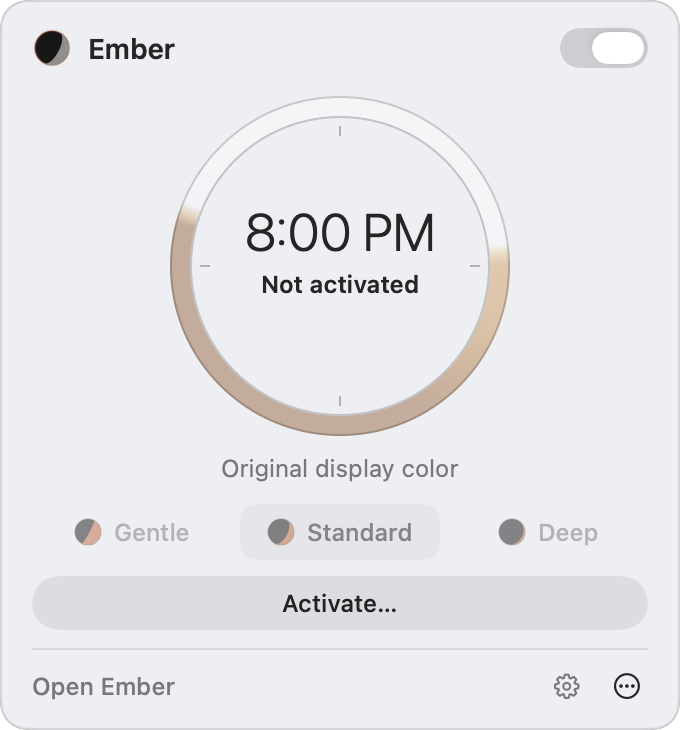 Ember
8:00 PM
Not activated
Original display color
Gentle
Standard
Deep
Activate...
Open Ember